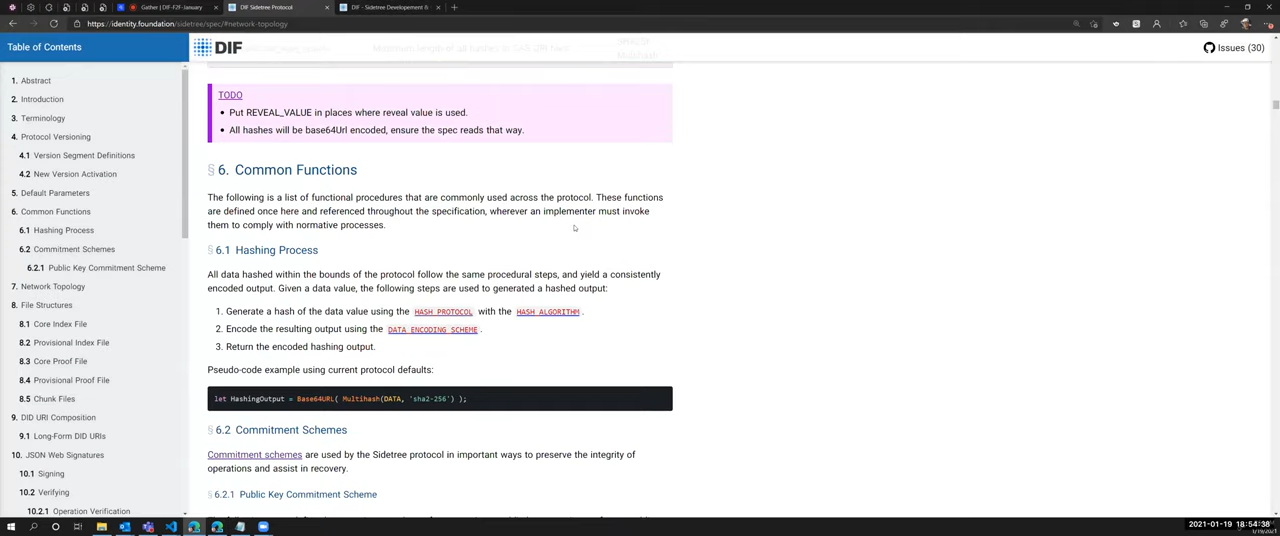 Gather | DIF-F2F-January
DIF Sidetree Protocol
DIF - Sidetree Developement &
https://identity.foundation/sidetree/spec/#network-topology
Table of Contents
DIF
Issues (30)
1. Abstract
2. Introduction
3. Terminology
4. Protocol Versioning
4.1 Version Segment Definitions
4.2 New Version Activation
5. Default Parameters
6. Common Functions
6.1 Hashing Process
6.2 Commitment Schemes
6.2.1 Public Key Commitment Scheme
7. Network Topology
8. File Structures
8.1 Core Index File
8.2 Provisional Index File
8.3 Core Proof File
8.4 Provisional Proof File
8.5 Chunk Files
9. DID URI Composition
9.1 Long-Form DID URIs
10. JSON Web Signatures
10.1 Signing
10.2 Verifying
10.2.1 Operation Verification
TODO
• Put REVEAL_VALUE in places where reveal value is used.
• All hashes will be base64Url encoded, ensure the spec reads that way.
§ 6. Common Functions
The following is a list of functional procedures that are commonly used across the protocol. These functions
are defined once here and referenced throughout the specification, wherever an implementer must invoke
them to comply with normative processes.
§ 6.1 Hashing Process
All data hashed within the bounds of the protocol follow the same procedural steps, and yield a consistently
encoded output. Given a data value, the following steps are used to generated a hashed output:
1. Generate a hash of the data value using the HASH_PROTOCOL with the HASH_ALGORITHM .
2. Encode the resulting output using the DATA_ENCODING_SCHEME .
3. Return the encoded hashing output.
Pseudo-code example using current protocol defaults:
let HashingOutput = Base64URL( Multihash(DATA, 'sha2-256') );
§ 6.2 Commitment Schemes
Commitment schemes are used by the Sidetree protocol in important ways to preserve the integrity of
operations and assist in recovery.
§ 6.2.1 Public Key Commitment Scheme
2021-01-19 18:54:38
1/19/2021